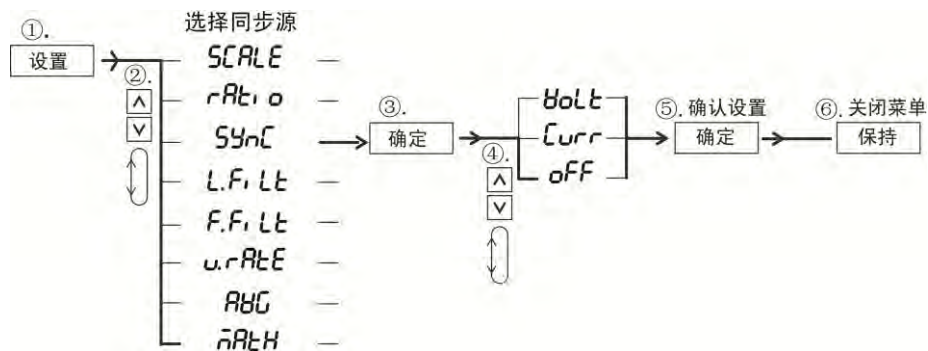 选择同步源
①.
设置
②.
SCALE
rAtio
SYnC
L.FiLt
F.FiLt
u.rAtE
AVG
mAtH
③.
确定
④.
VoLt
Curr
oFF
⑤. 确认设置
确定
⑥. 关闭菜单
保持